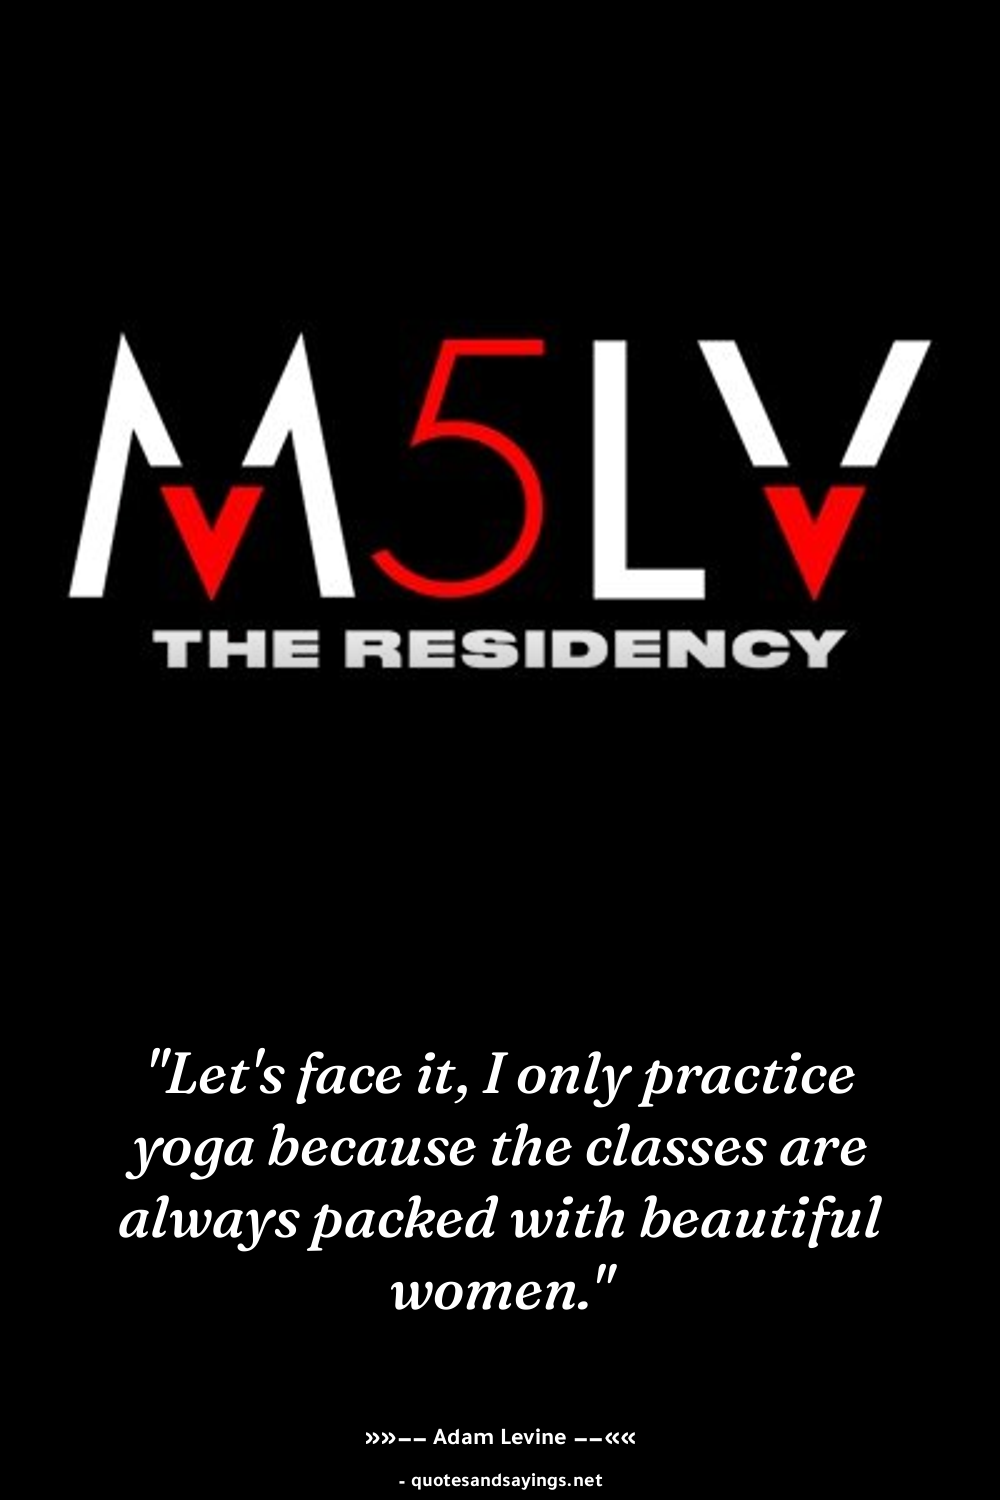 M5LV
THE RESIDENCY
"Let's face it, I only practice
yoga because the classes are
always packed with beautiful
women."
»»–– Adam Levine ––««
- quotesandsayings.net